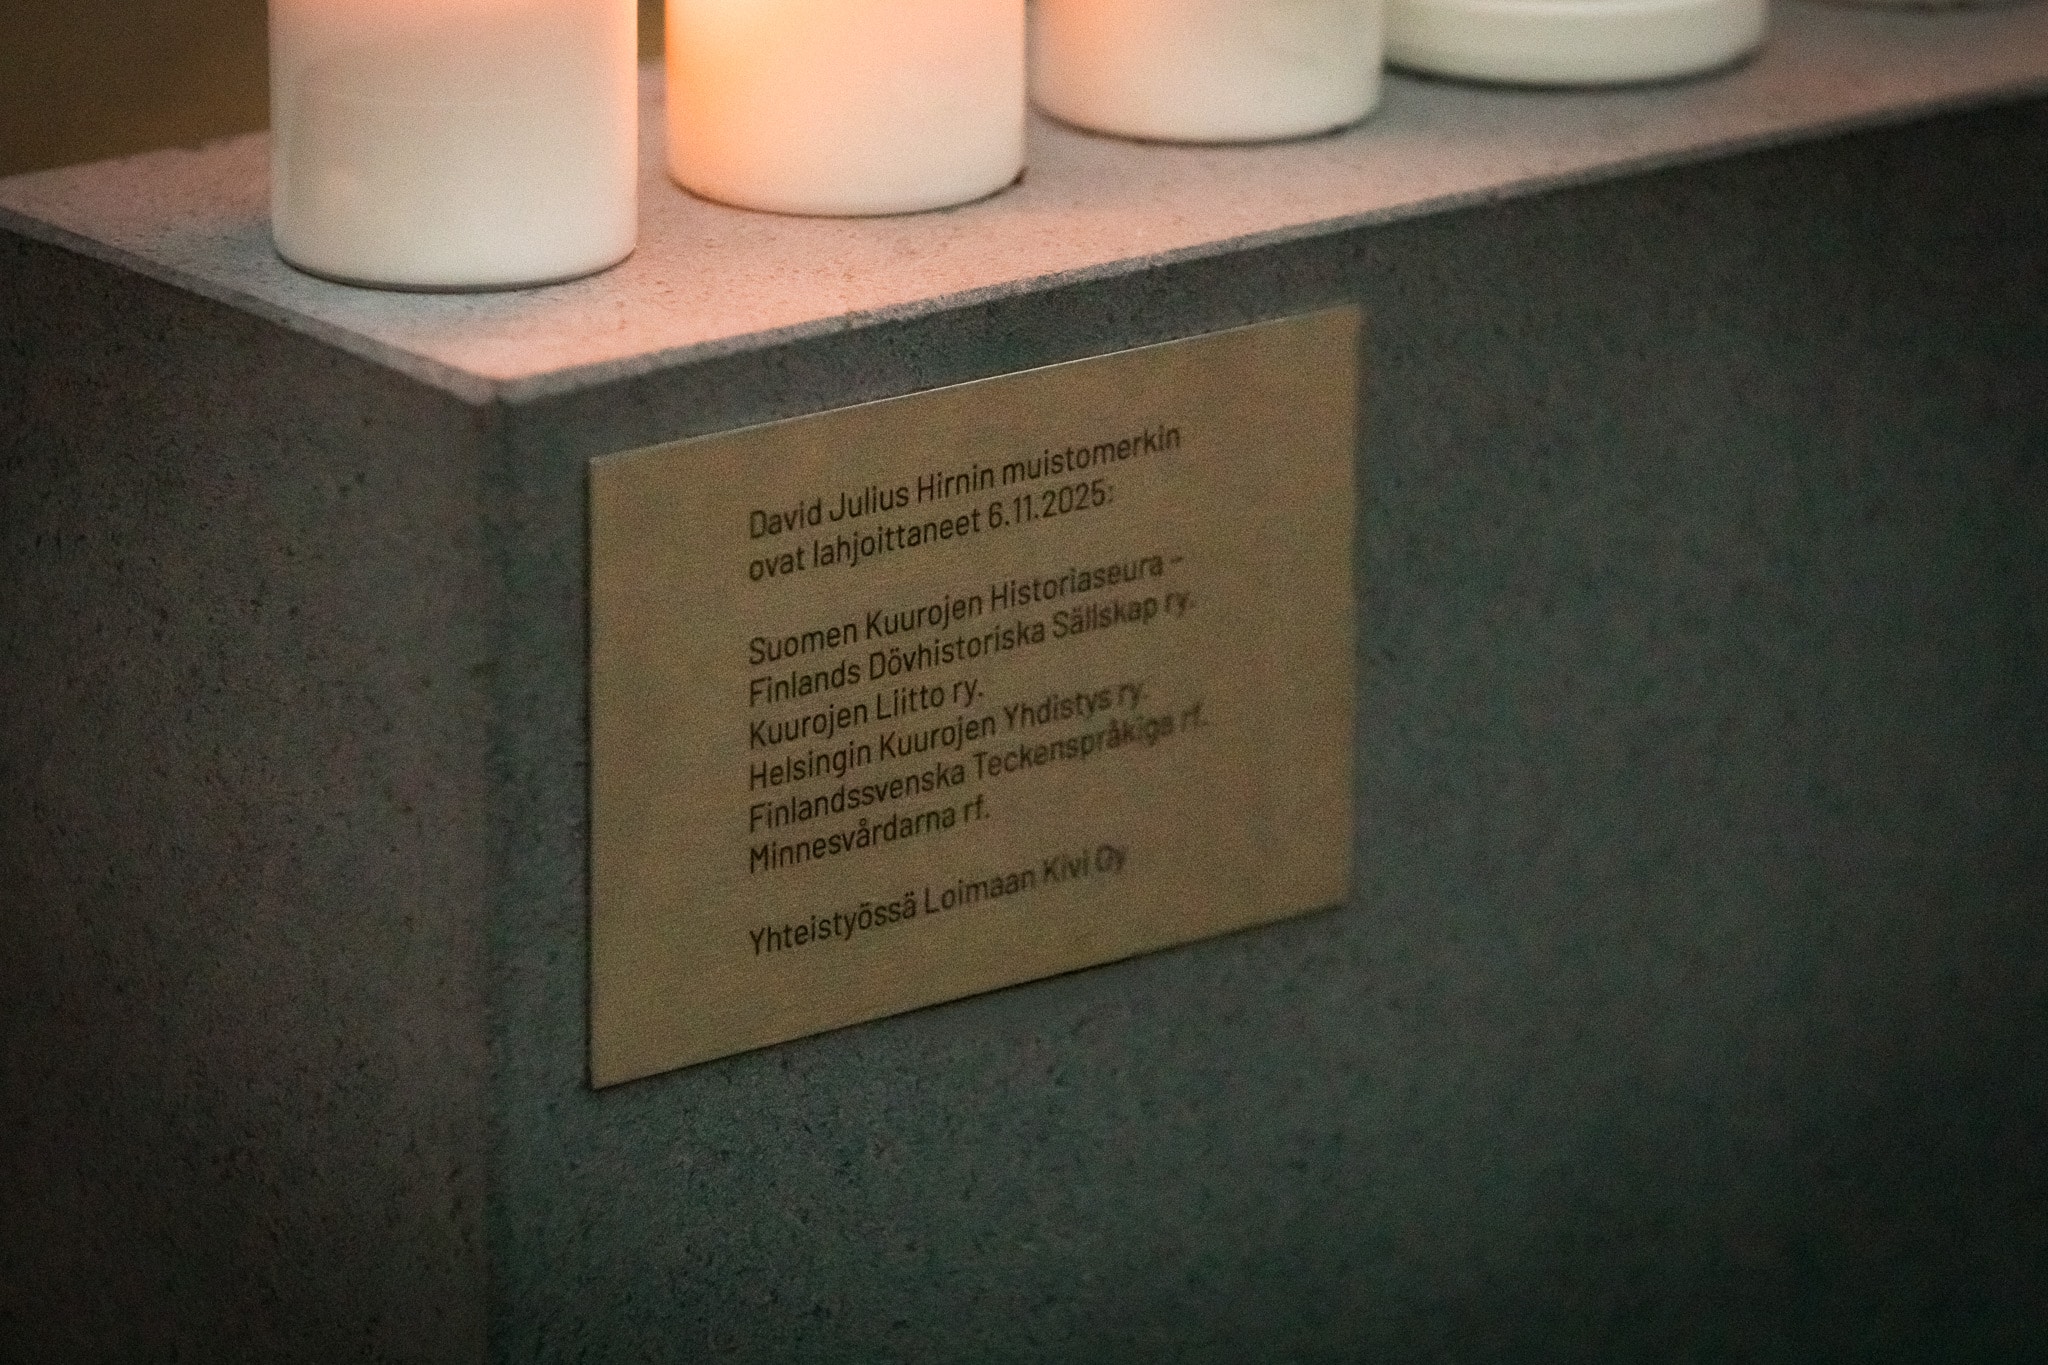 David Julius Hirnin muistomerkin
ovat lahjoittaneet 6.11.2025:
Suomen Kuurojen Historiaseura -
Finlands Dövhistoriska Sällskap ry.
Kuurojen Liitto ry.
Helsingin Kuurojen Yhdistys ry.
Finlandssvenska Teckenspråkiga rf.
Minnesvårdarna rf.
Yhteistyössä Loimaan Kivi Oy